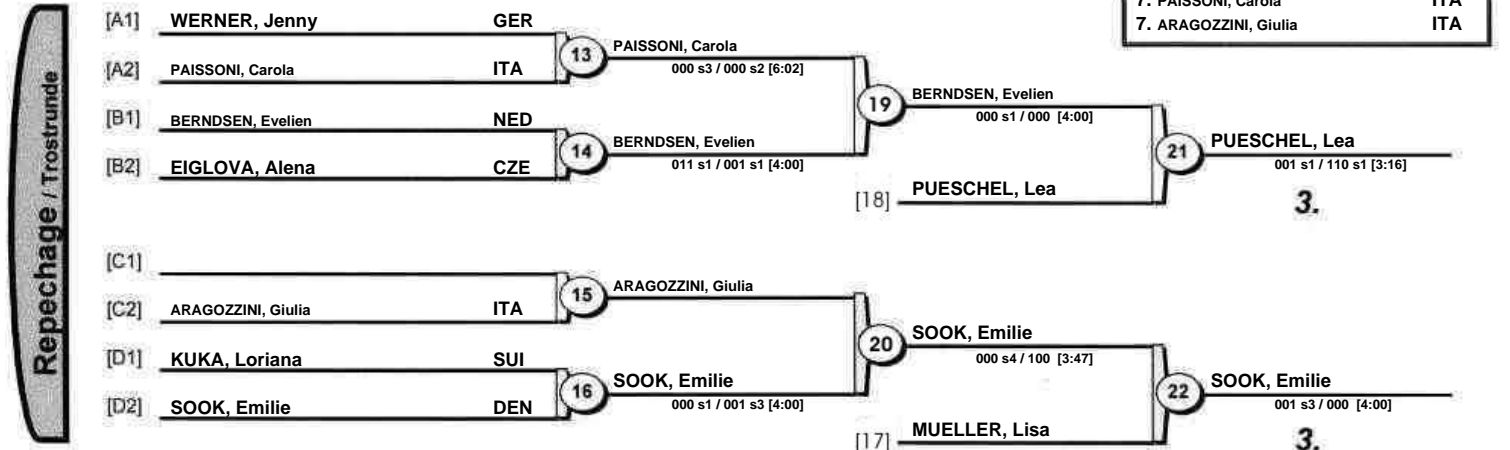 7. PAISSONI, Carola ITA
7. ARAGOZZINI, Giulia ITA
Repechage / Trostrunde
[A1] WERNER, Jenny GER
[A2] PAISSONI, Carola ITA
13 PAISSONI, Carola
000 s3 / 000 s2 [6:02]
[B1] BERNDSEN, Evelien NED
[B2] EIGLOVA, Alena CZE
14 BERNDSEN, Evelien
011 s1 / 001 s1 [4:00]
19 BERNDSEN, Evelien
000 s1 / 000 [4:00]
[18] PUESCHEL, Lea
21 PUESCHEL, Lea
001 s1 / 110 s1 [3:16]
3.
[C1]
[C2] ARAGOZZINI, Giulia ITA
15 ARAGOZZINI, Giulia
[D1] KUKA, Loriana SUI
[D2] SOOK, Emilie DEN
16 SOOK, Emilie
000 s1 / 001 s3 [4:00]
20 SOOK, Emilie
000 s4 / 100 [3:47]
[17] MUELLER, Lisa
22 SOOK, Emilie
001 s3 / 000 [4:00]
3.